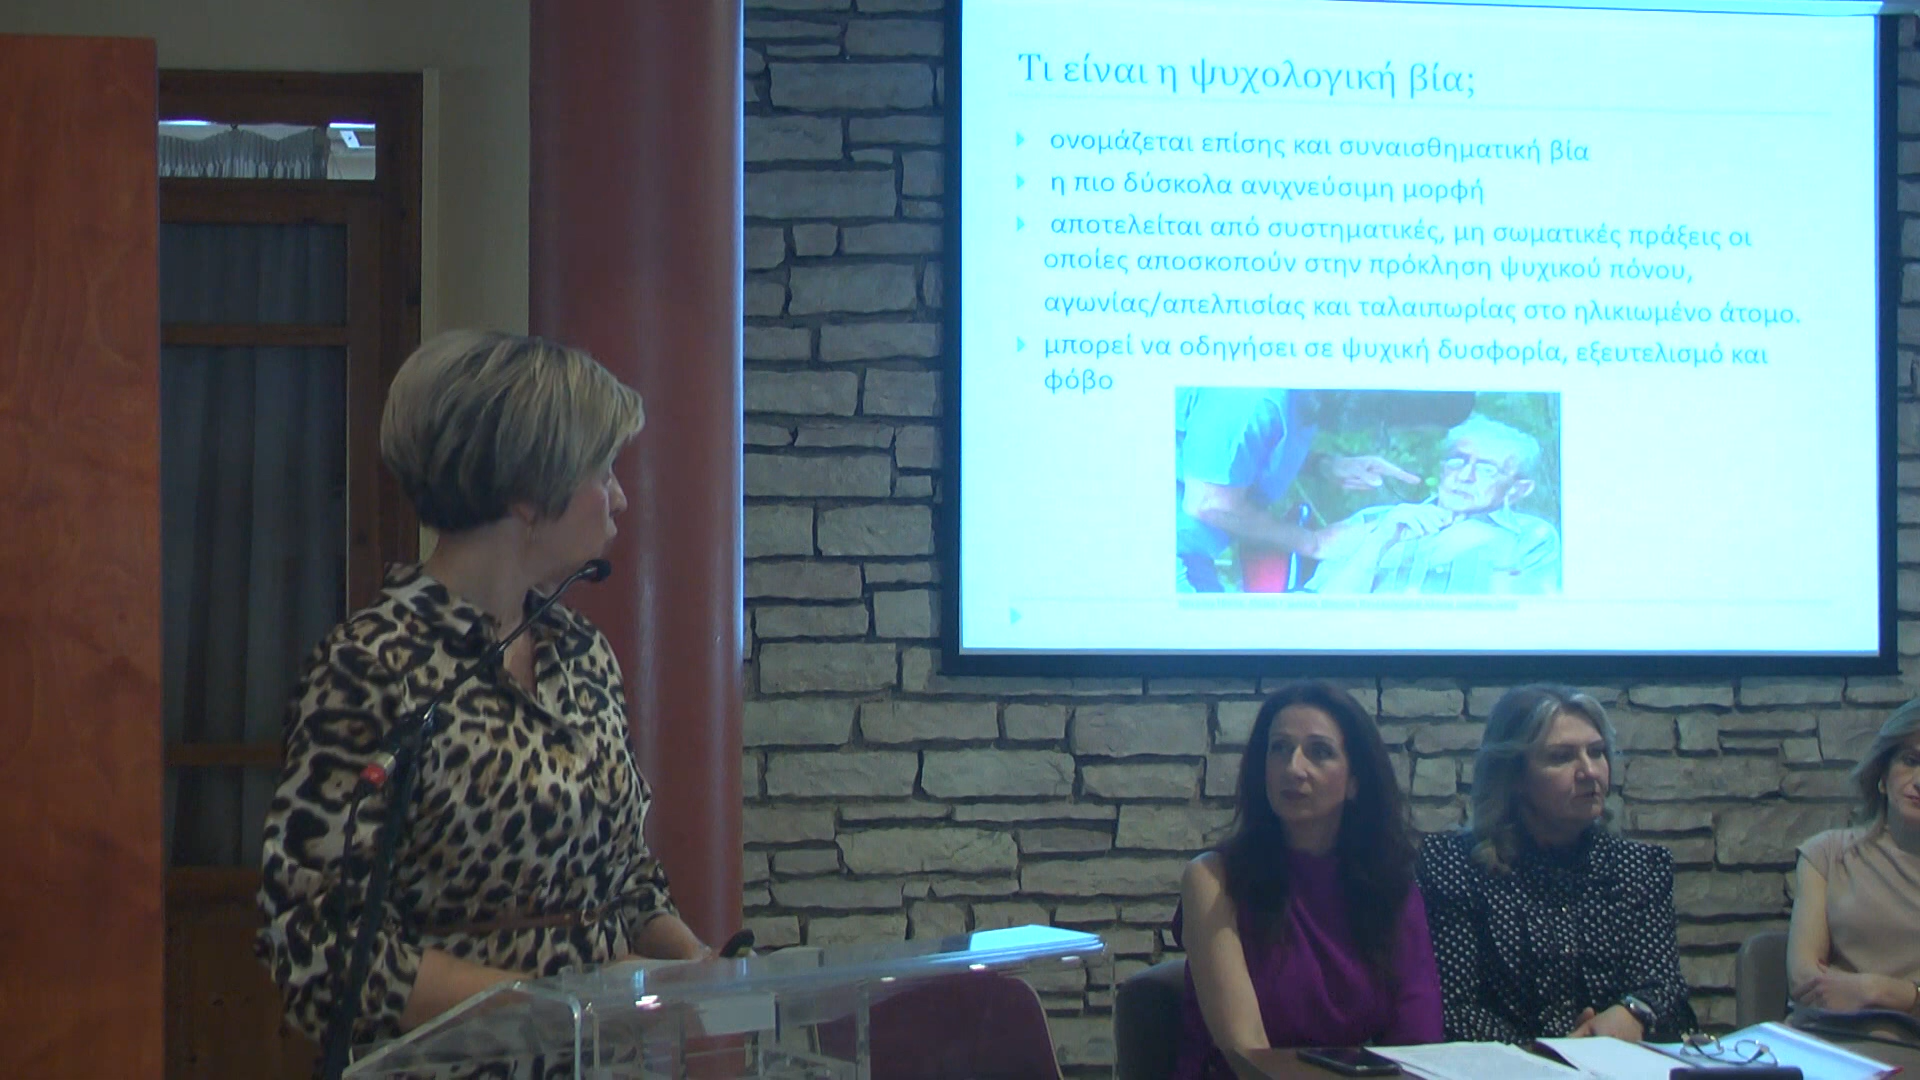 Τι είναι η ψυχολογική βία;
ονομάζεται επίσης και συναισθηματική βία
η πιο δύσκολα ανιχνεύσιμη μορφή
αποτελείται από συστηματικές, μη σωματικές πράξεις οι
οποίες αποσκοπούν στην πρόκληση ψυχικού πόνου,
αγωνίας/απελπισίας και ταλαιπωρίας στο ηλικιωμένο άτομο.
μπορεί να οδηγήσει σε ψυχική δυσφορία, εξευτελισμό και
φόβο